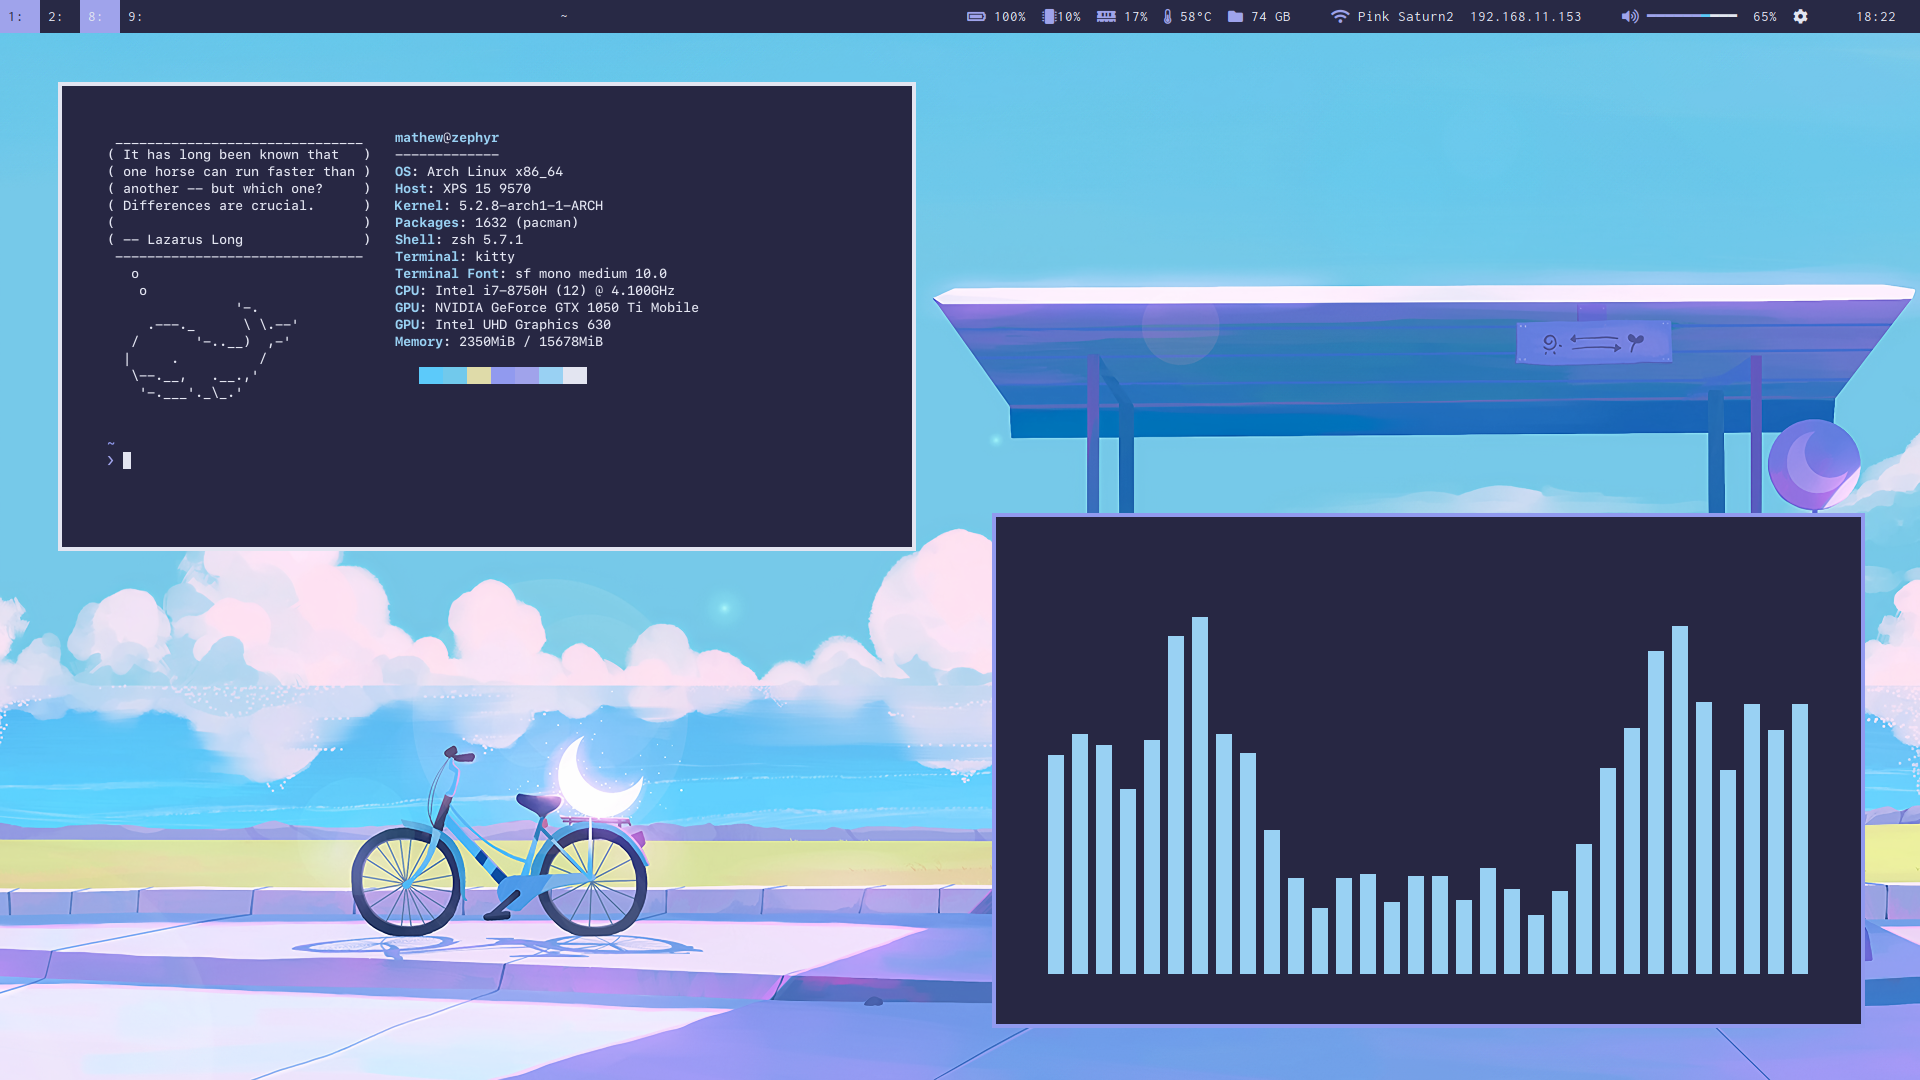 1: 2: 8: 9: ~ 100% 10% 17% 58°C 74 GB Pink Saturn2 192.168.11.153 65% 18:22
( It has long been known that )
( one horse can run faster than )
( another -- but which one? )
( Differences are crucial. )
( )
( -- Lazarus Long )
mathew@zephyr
-------------
OS: Arch Linux x86_64
Host: XPS 15 9570
Kernel: 5.2.8-arch1-1-ARCH
Packages: 1632 (pacman)
Shell: zsh 5.7.1
Terminal: kitty
Terminal Font: sf mono medium 10.0
CPU: Intel i7-8750H (12) @ 4.100GHz
GPU: NVIDIA GeForce GTX 1050 Ti Mobile
GPU: Intel UHD Graphics 630
Memory: 2350MiB / 15678MiB
~
❯